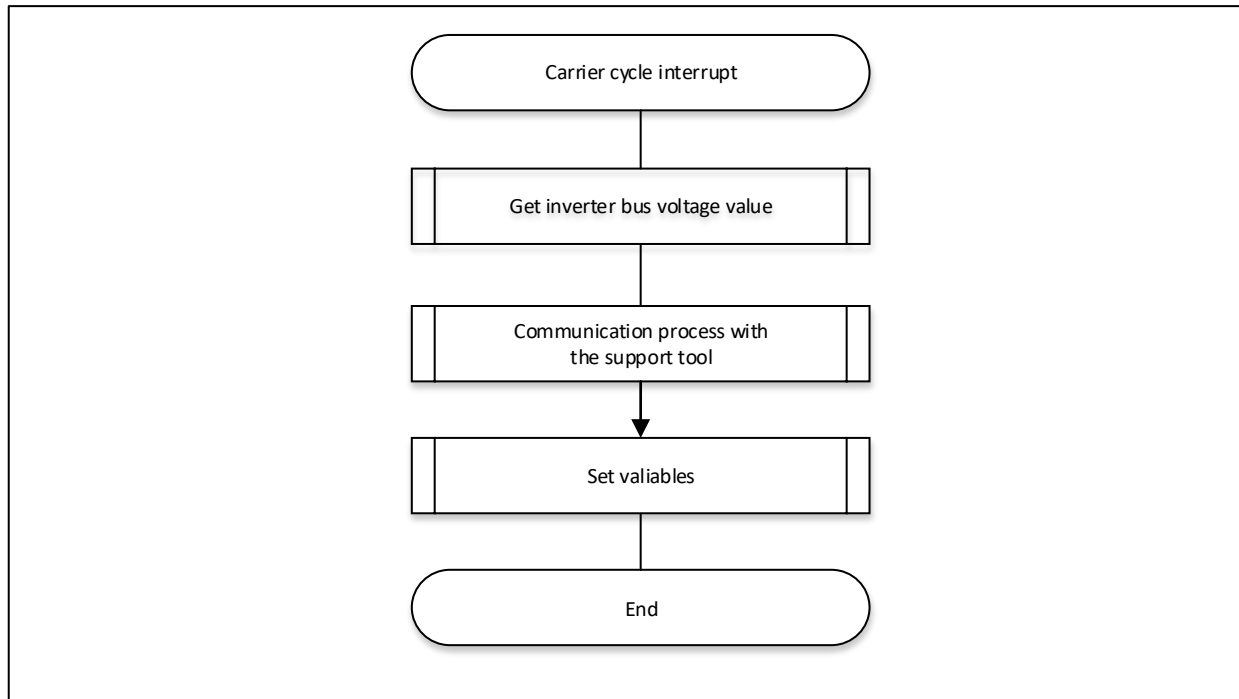 Carrier cycle interrupt
Get inverter bus voltage value
Communication process with
the support tool
Set valiables
End